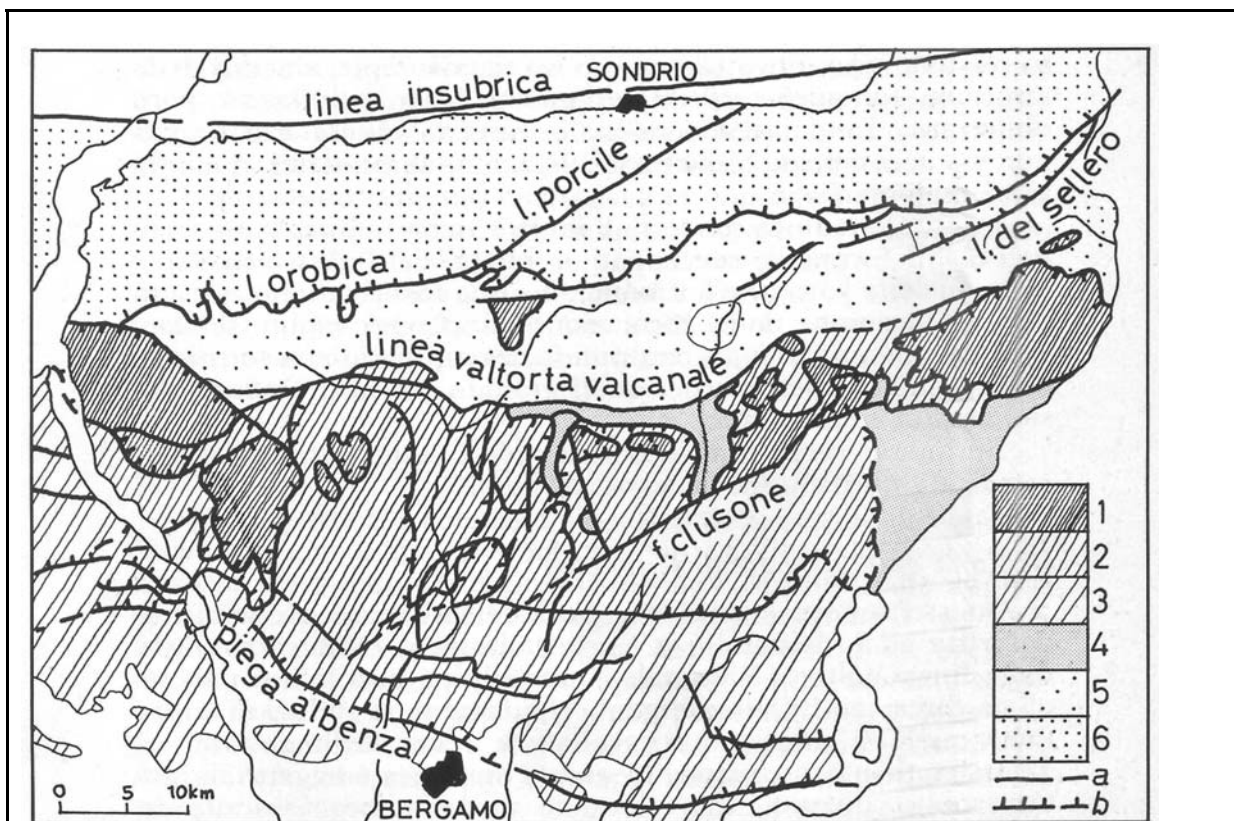 SONDRIO
linea insubrica
l. porcile
l. del sellero
l. orobica
linea valtorta valcanale
f. clusone
piega albenza
BERGAMO
0 5 10km
1
2
3
4
5
6
a
b